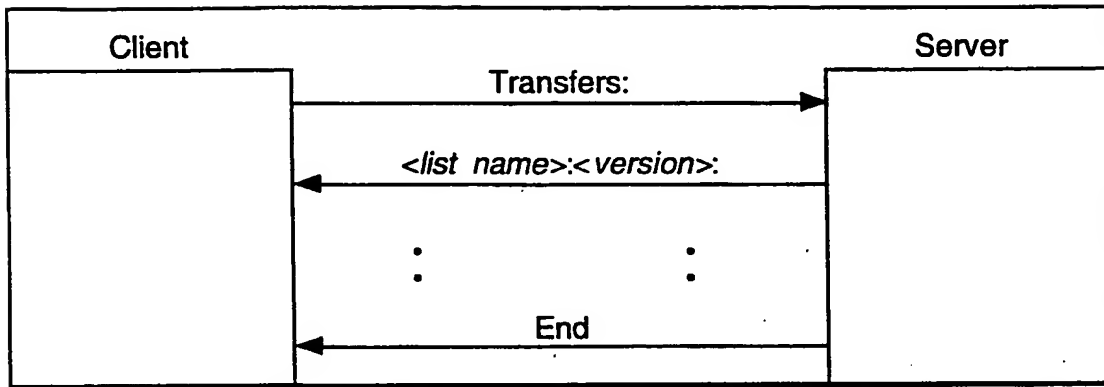 Client
Server
Transfers:
<list name>:<version>:
End